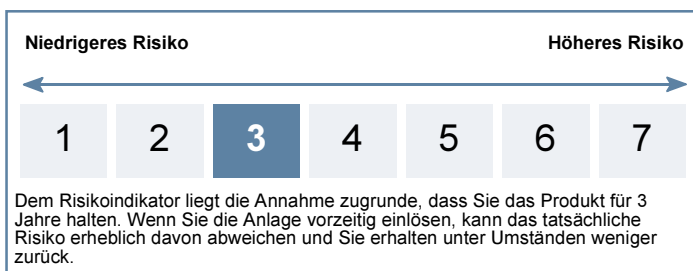 Niedrigeres Risiko Höheres Risiko
1 2 3 4 5 6 7
Dem Risikoindikator liegt die Annahme zugrunde, dass Sie das Produkt für 3
Jahre halten. Wenn Sie die Anlage vorzeitig einlösen, kann das tatsächliche
Risiko erheblich davon abweichen und Sie erhalten unter Umständen weniger
zurück.